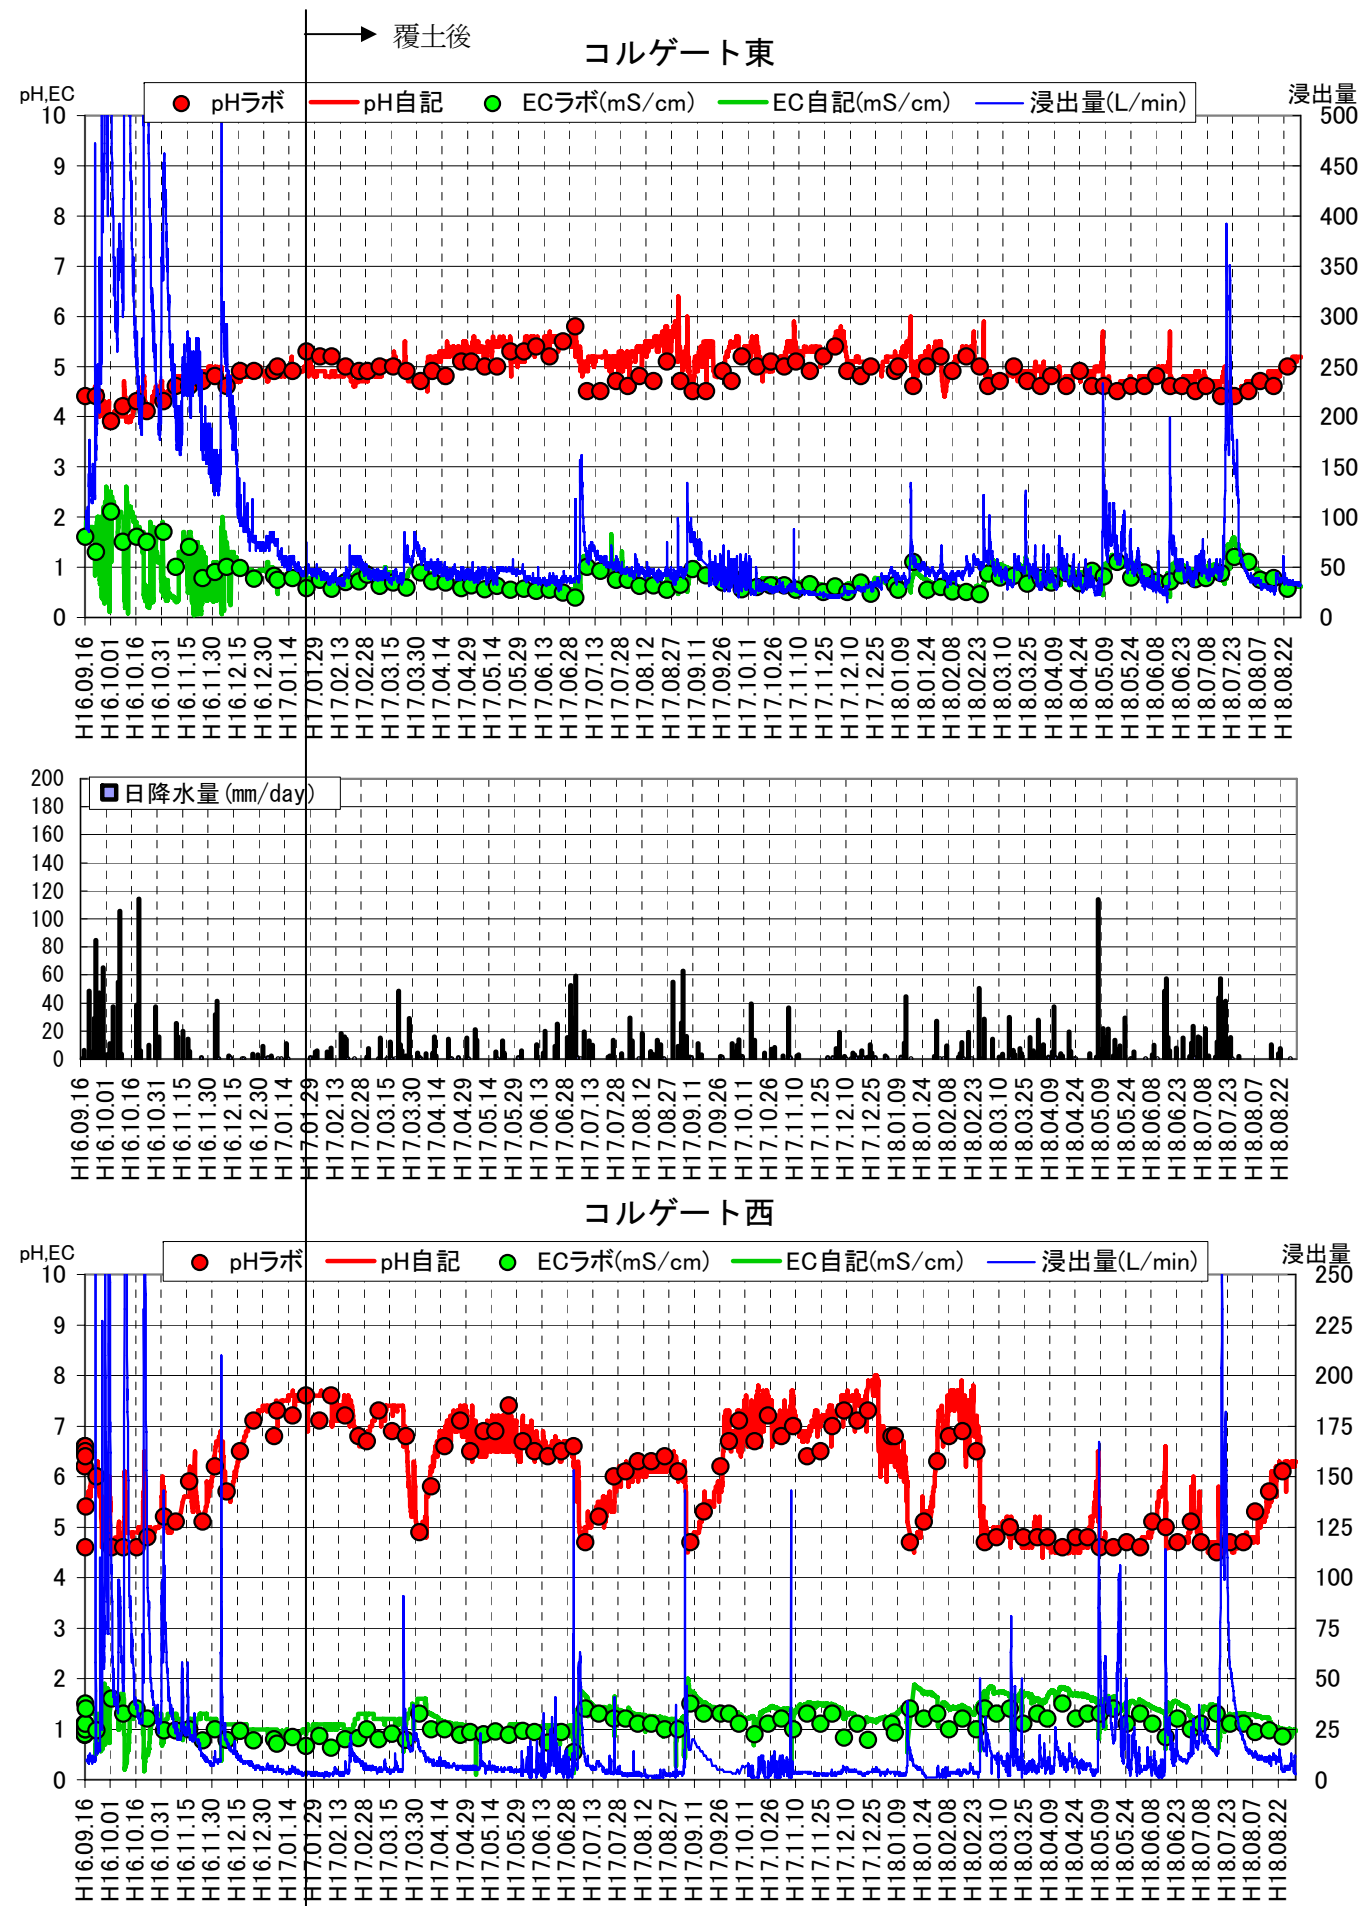 覆土後
コルゲート東
pH,EC
浸出量
pHラボ pH自記 ECラボ(mS/cm) EC自記(mS/cm) 浸出量(L/min)
10 500
9 450
8 400
7 350
6 300
5 250
4 200
3 150
2 100
1 50
0 0
H16.09.16 H16.10.01 H16.10.16 H16.10.31 H16.11.15 H16.11.30 H16.12.15 H16.12.30 H17.01.14 H17.01.29 H17.02.13 H17.02.28 H17.03.15 H17.03.30 H17.04.14 H17.04.29 H17.05.14 H17.05.29 H17.06.13 H17.06.28 H17.07.13 H17.07.28 H17.08.12 H17.08.27 H17.09.11 H17.09.26 H17.10.11 H17.10.26 H17.11.10 H17.11.25 H17.12.10 H17.12.25 H18.01.09 H18.01.24 H18.02.08 H18.02.23 H18.03.10 H18.03.25 H18.04.09 H18.04.24 H18.05.09 H18.05.24 H18.06.08 H18.06.23 H18.07.08 H18.07.23 H18.08.07 H18.08.22
日降水量(mm/day)
200
180
160
140
120
100
80
60
40
20
0
H16.09.16 H16.10.01 H16.10.16 H16.10.31 H16.11.15 H16.11.30 H16.12.15 H16.12.30 H17.01.14 H17.01.29 H17.02.13 H17.02.28 H17.03.15 H17.03.30 H17.04.14 H17.04.29 H17.05.14 H17.05.29 H17.06.13 H17.06.28 H17.07.13 H17.07.28 H17.08.12 H17.08.27 H17.09.11 H17.09.26 H17.10.11 H17.10.26 H17.11.10 H17.11.25 H17.12.10 H17.12.25 H18.01.09 H18.01.24 H18.02.08 H18.02.23 H18.03.10 H18.03.25 H18.04.09 H18.04.24 H18.05.09 H18.05.24 H18.06.08 H18.06.23 H18.07.08 H18.07.23 H18.08.07 H18.08.22
コルゲート西
pH,EC
浸出量
pHラボ pH自記 ECラボ(mS/cm) EC自記(mS/cm) 浸出量(L/min)
10 250
9 225
8 200
7 175
6 150
5 125
4 100
3 75
2 50
1 25
0 0
H16.09.16 H16.10.01 H16.10.16 H16.10.31 H16.11.15 H16.11.30 H16.12.15 H16.12.30 H17.01.14 H17.01.29 H17.02.13 H17.02.28 H17.03.15 H17.03.30 H17.04.14 H17.04.29 H17.05.14 H17.05.29 H17.06.13 H17.06.28 H17.07.13 H17.07.28 H17.08.12 H17.08.27 H17.09.11 H17.09.26 H17.10.11 H17.10.26 H17.11.10 H17.11.25 H17.12.10 H17.12.25 H18.01.09 H18.01.24 H18.02.08 H18.02.23 H18.03.10 H18.03.25 H18.04.09 H18.04.24 H18.05.09 H18.05.24 H18.06.08 H18.06.23 H18.07.08 H18.07.23 H18.08.07 H18.08.22